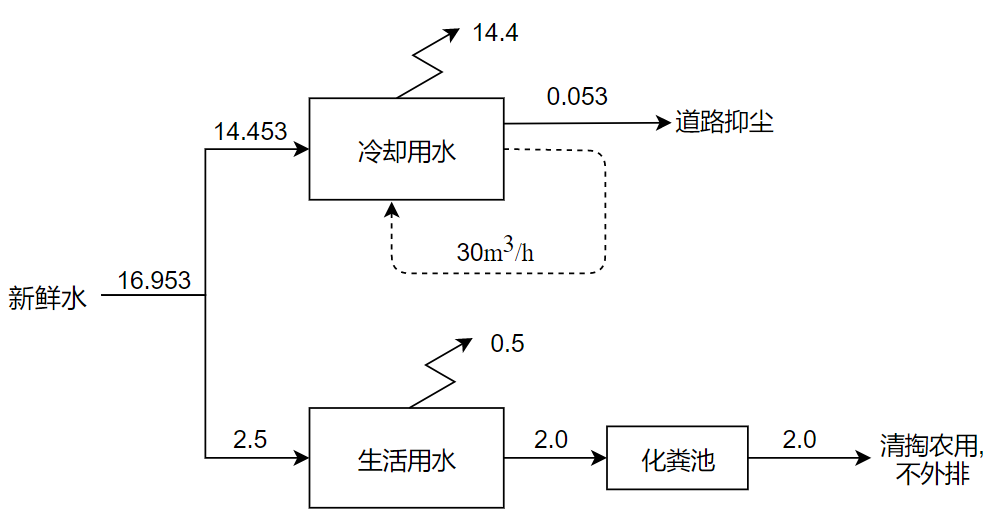 14.4
0.053
道路抑尘
14.453
冷却用水
30m³/h
16.953
新鲜水
0.5
2.5
生活用水
2.0
化粪池
2.0
清掏农用,
不外排